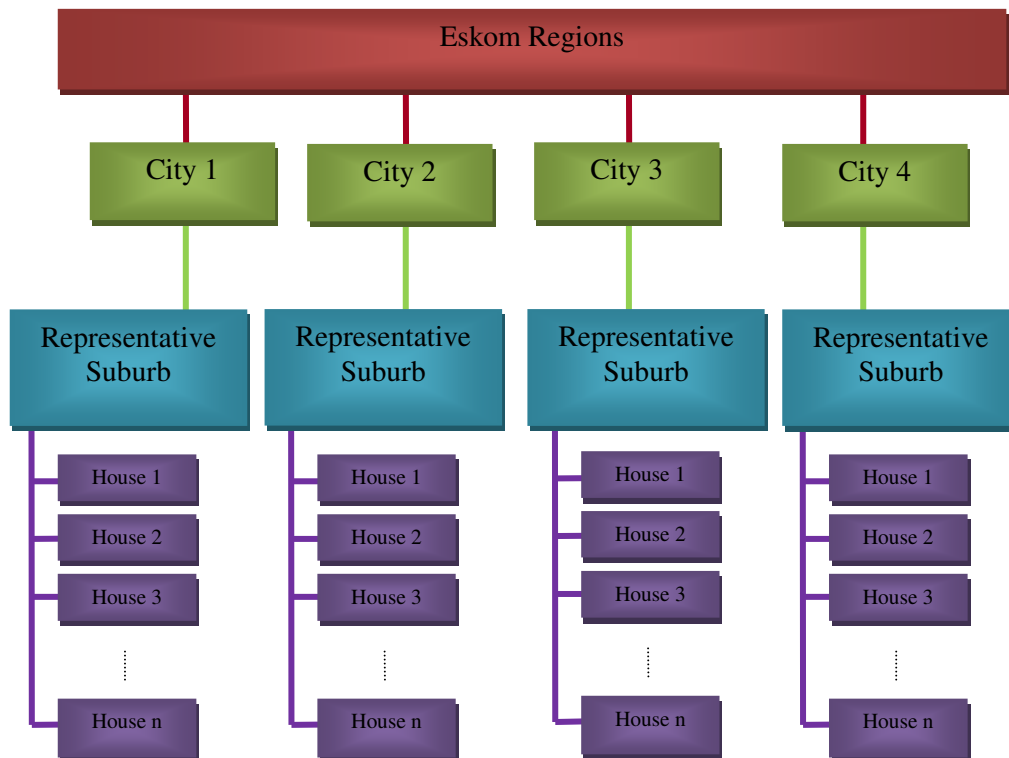 Eskom Regions
City 1
City 2
City 3
City 4
Representative
Suburb
Representative
Suburb
Representative
Suburb
Representative
Suburb
House 1
House 2
House 3
........
House n
House 1
House 2
House 3
........
House n
House 1
House 2
House 3
........
House n
House 1
House 2
House 3
........
House n